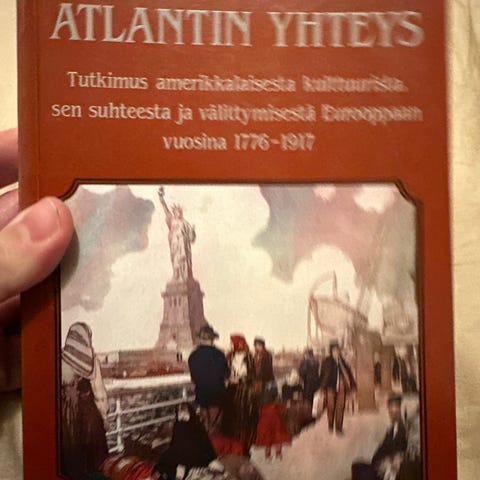 ATLANTIN YHTEYS
Tutkimus amerikkalaisesta kulttuurista,
sen suhteesta ja välittymisestä Eurooppaan
vuosina 1776-1917